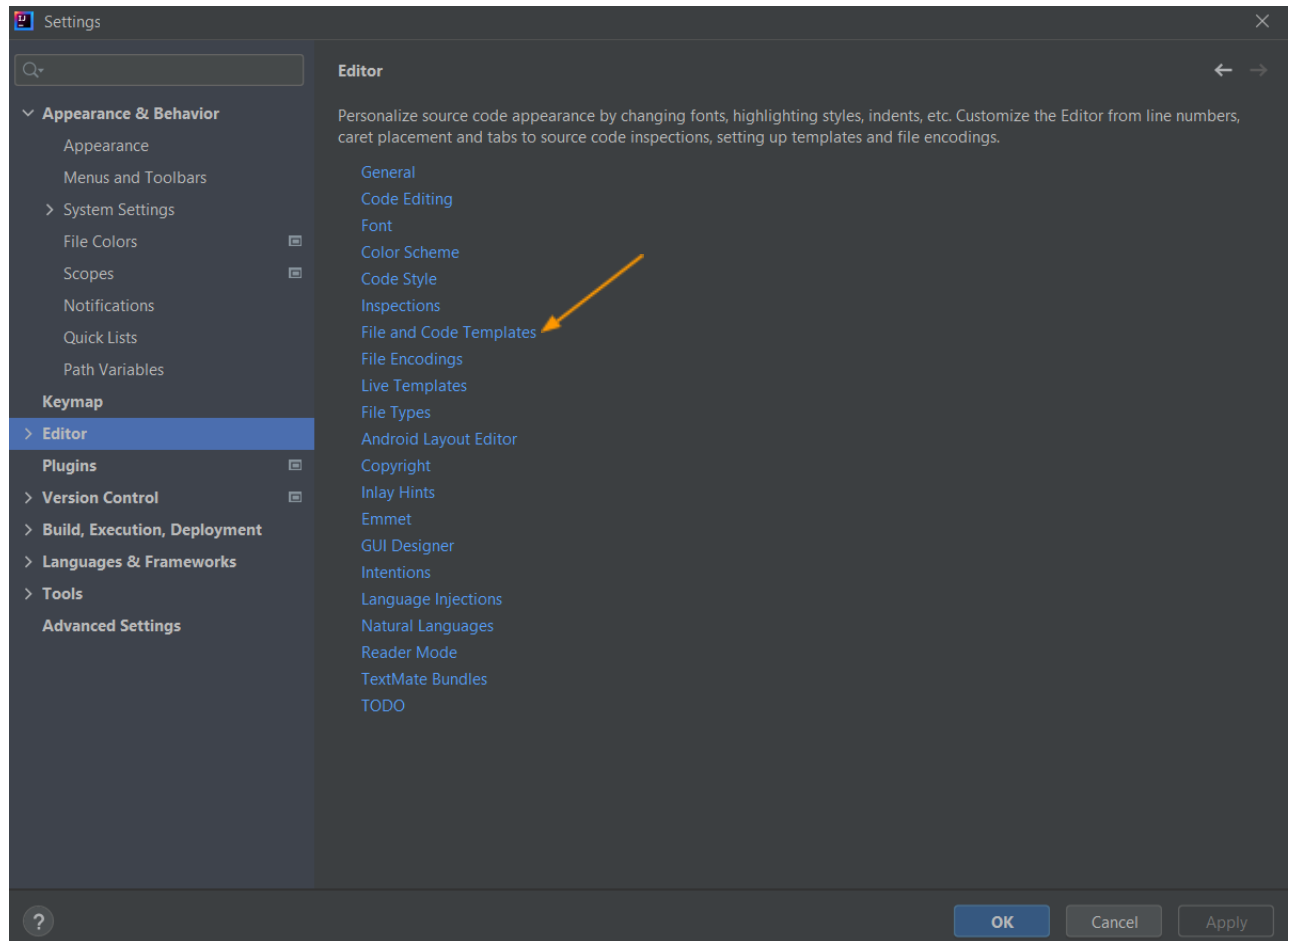 Settings
Appearance & Behavior
Appearance
Menus and Toolbars
System Settings
File Colors
Scopes
Notifications
Quick Lists
Path Variables
Keymap
Editor
Plugins
Version Control
Build, Execution, Deployment
Languages & Frameworks
Tools
Advanced Settings
Editor
Personalize source code appearance by changing fonts, highlighting styles, indents, etc. Customize the Editor from line numbers,
caret placement and tabs to source code inspections, setting up templates and file encodings.
General
Code Editing
Font
Color Scheme
Code Style
Inspections
File and Code Templates
File Encodings
Live Templates
File Types
Android Layout Editor
Copyright
Inlay Hints
Emmet
GUI Designer
Intentions
Language Injections
Natural Languages
Reader Mode
TextMate Bundles
TODO
?
OK
Cancel
Apply